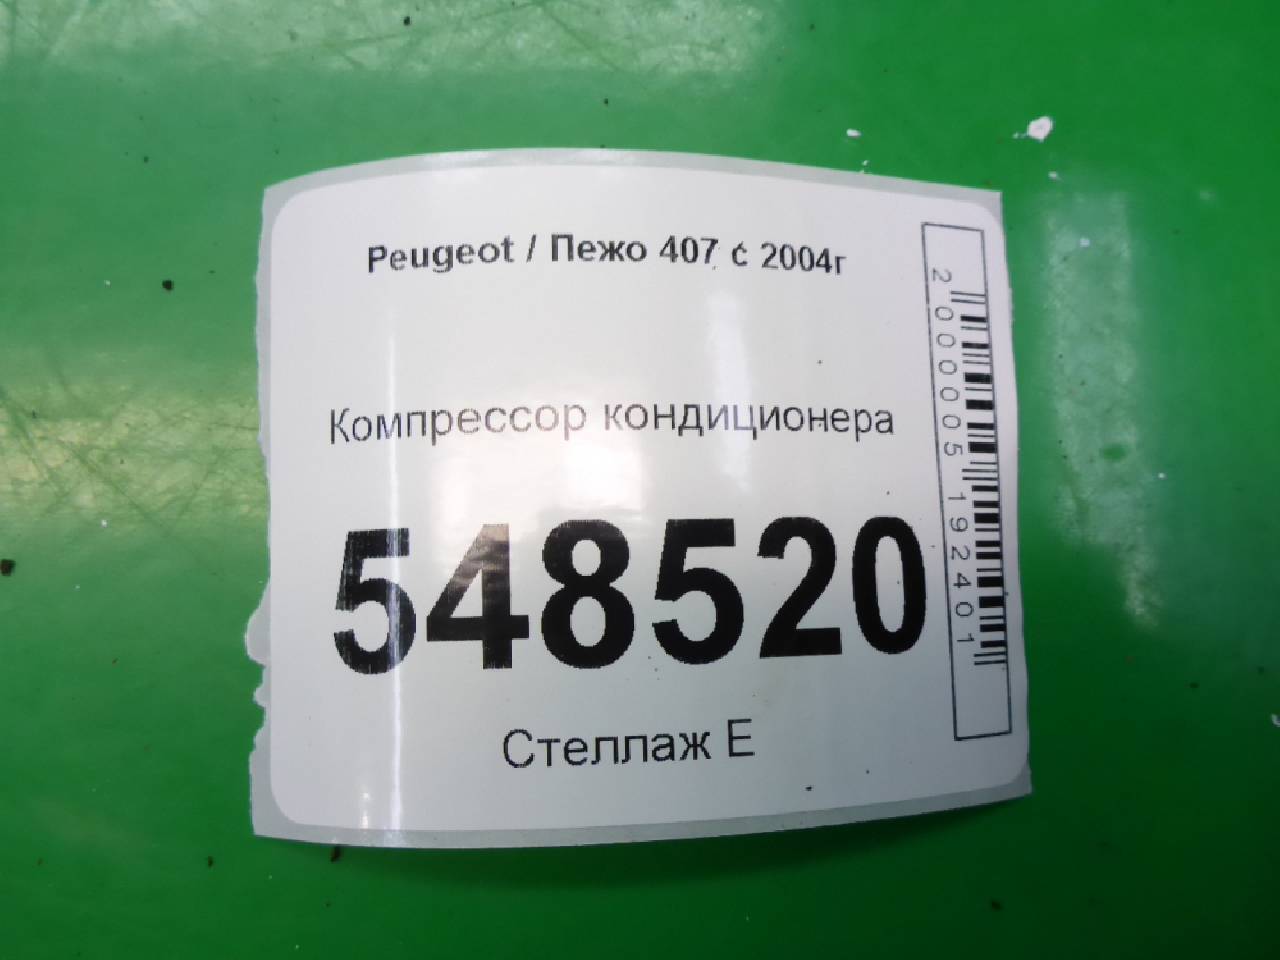 Peugeot / Пежо 407 с 2004г
Компрессор кондиционера
548520
Стеллаж Е
2000005192401